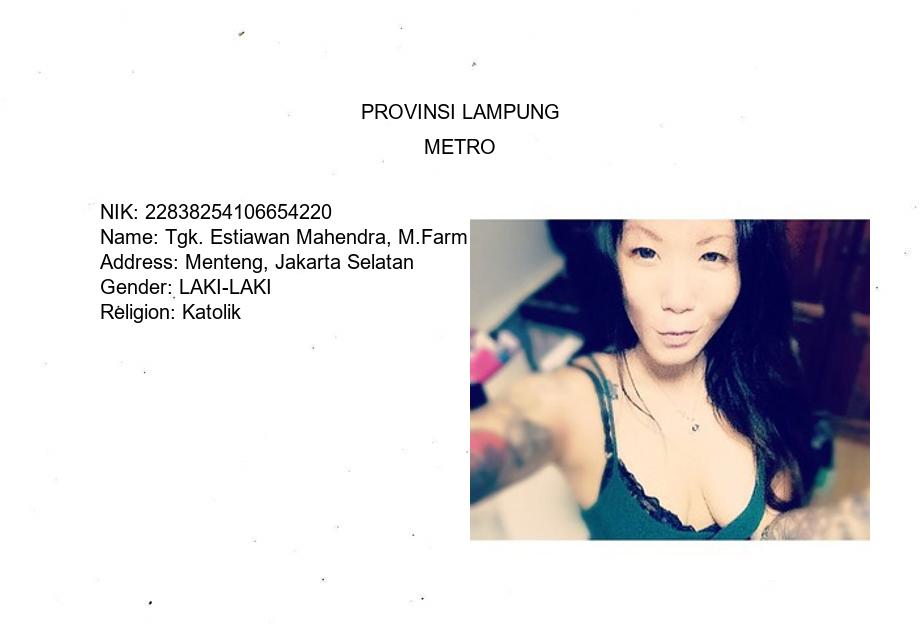 PROVINSI LAMPUNG
METRO
NIK: 22838254106654220
Name: Tgk. Estiawan Mahendra, M.Farm
Address: Menteng, Jakarta Selatan
Gender: LAKI-LAKI
Religion: Katolik